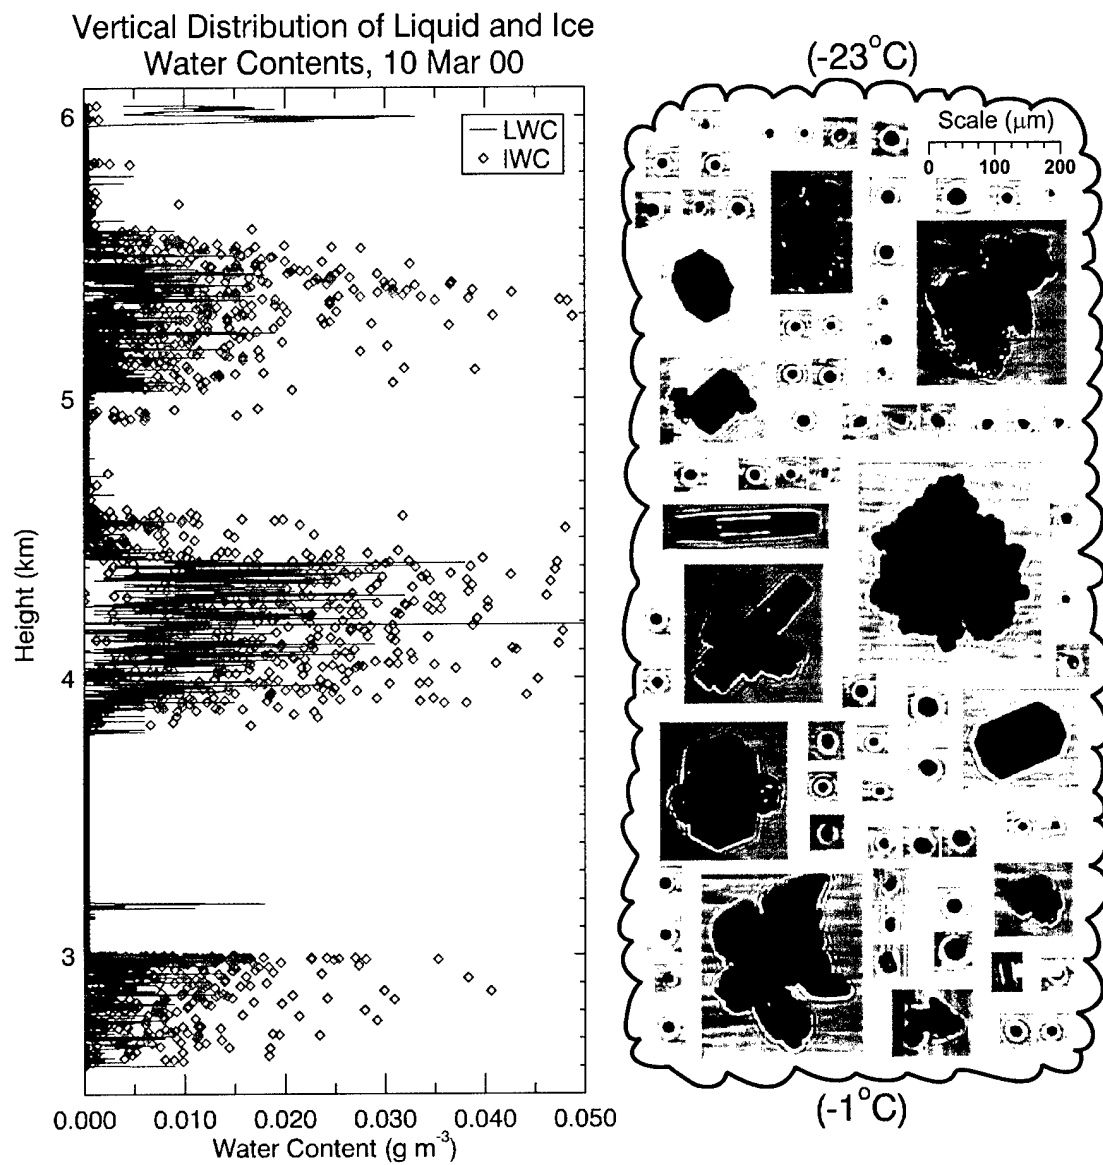 Vertical Distribution of Liquid and Ice
Water Contents, 10 Mar 00
6
5
4
3
Height (km)
LWC
IWC
0.000 0.010 0.020 0.030 0.040 0.050
Water Content (g m⁻³)
(-23°C)
Scale (μm)
0 100 200
(-1°C)